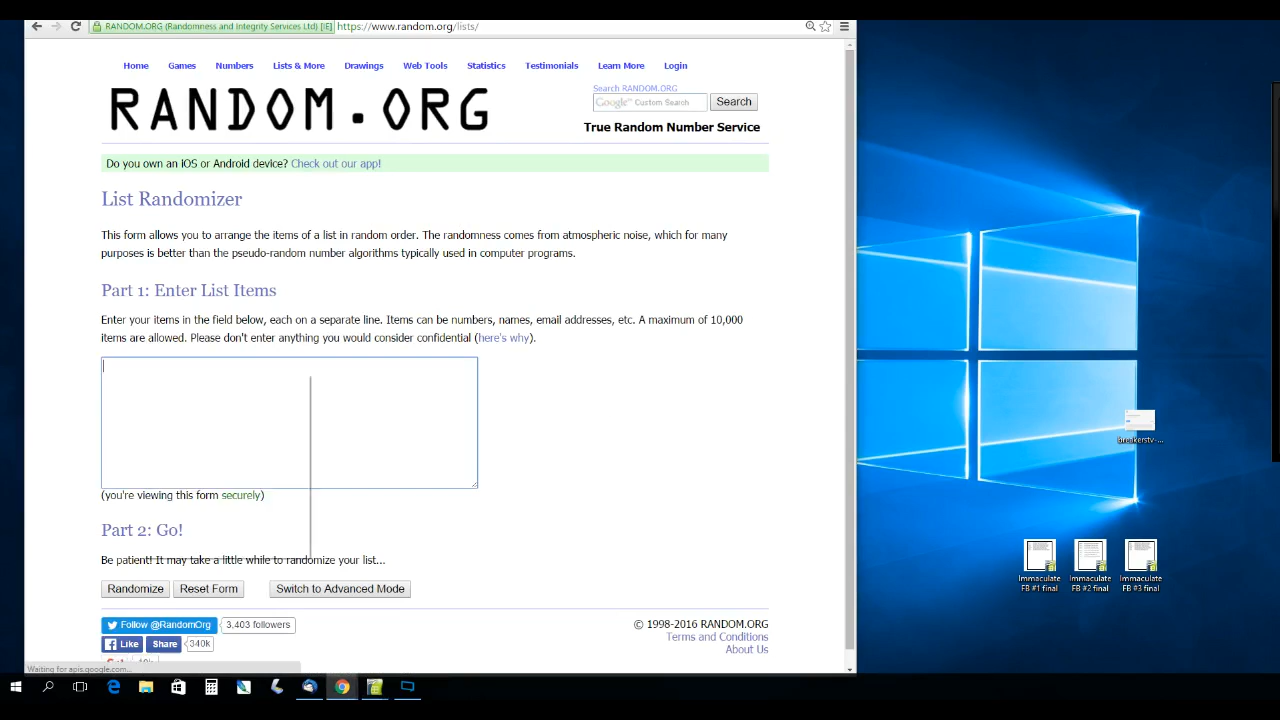 RANDOM.ORG (Randomness and Integrity Services Ltd) [IE] https://www.random.org/lists/
Home Games Numbers Lists & More Drawings Web Tools Statistics Testimonials Learn More Login
RANDOM.ORG
Search RANDOM.ORG
Google™ Custom Search Search
True Random Number Service
Do you own an iOS or Android device? Check out our app!
List Randomizer
This form allows you to arrange the items of a list in random order. The randomness comes from atmospheric noise, which for many
purposes is better than the pseudo-random number algorithms typically used in computer programs.
Part 1: Enter List Items
Enter your items in the field below, each on a separate line. Items can be numbers, names, email addresses, etc. A maximum of 10,000
items are allowed. Please don't enter anything you would consider confidential (here's why).
(you're viewing this form securely)
Part 2: Go!
Be patient! It may take a little while to randomize your list...
Randomize Reset Form Switch to Advanced Mode
Follow @RandomOrg 3,403 followers
Like Share 340k
© 1998-2016 RANDOM.ORG
Terms and Conditions
About Us
Waiting for apis.google.com...
breakerstv-...
Immaculate FB #1 final
Immaculate FB #2 final
Immaculate FB #3 final